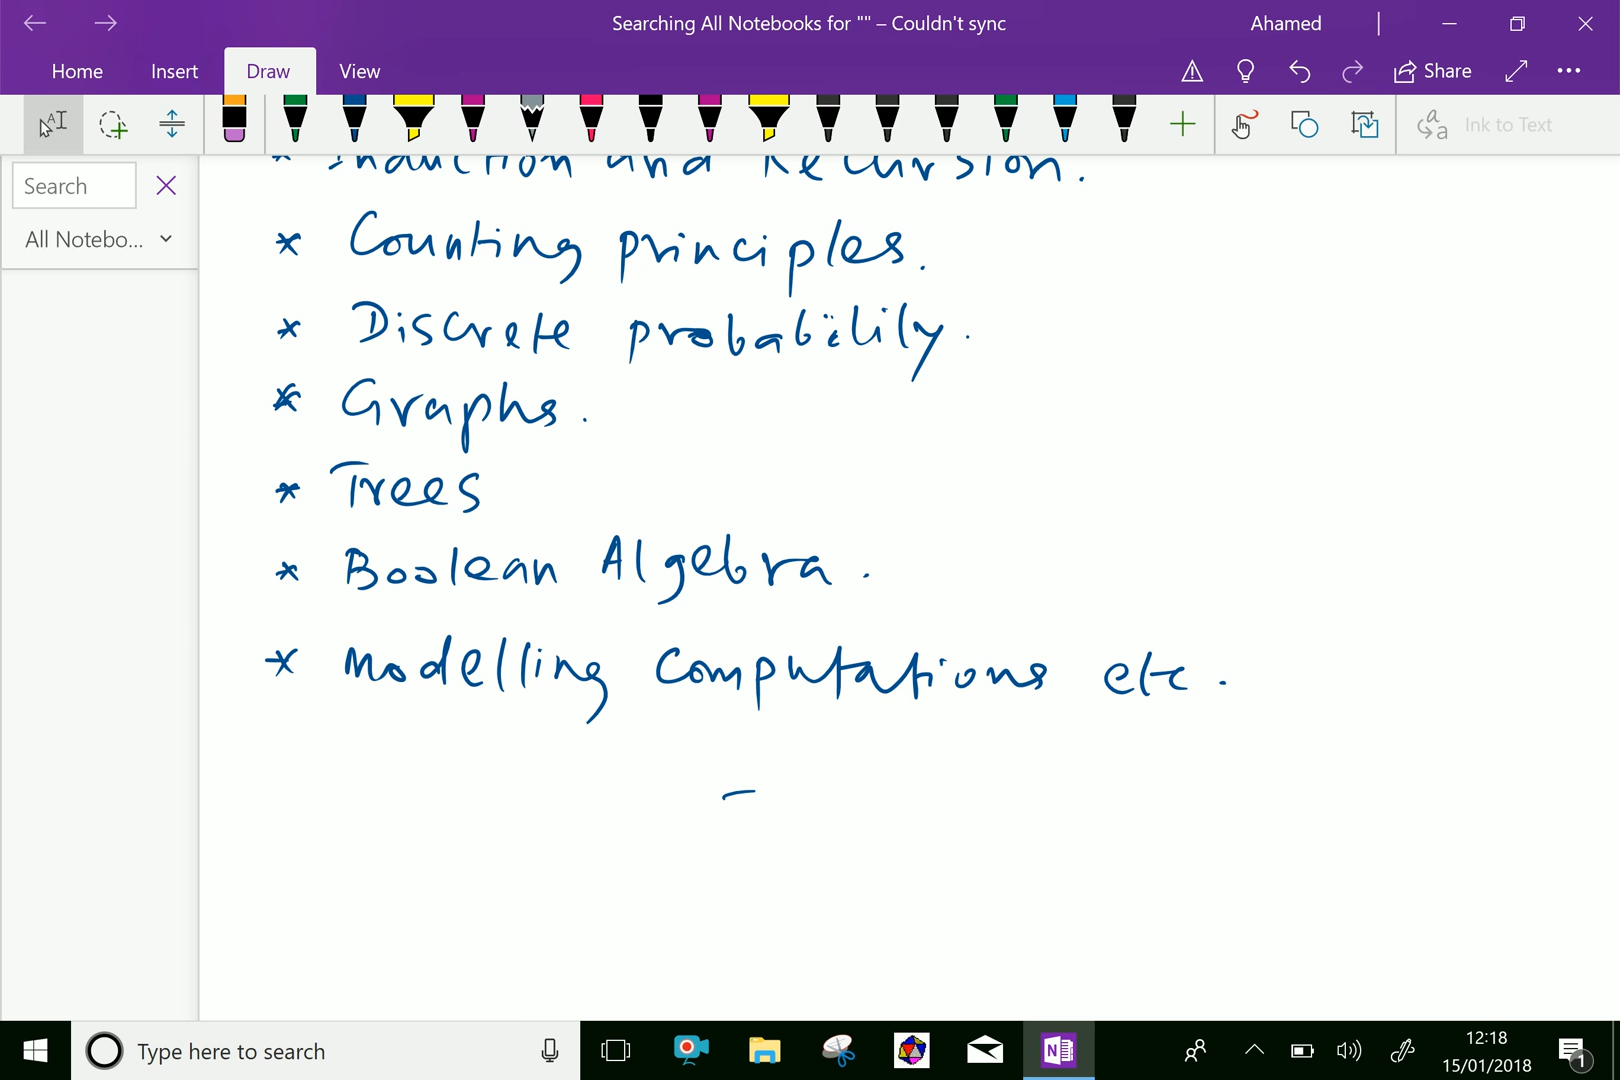 Searching All Notebooks for "" – Couldn't sync
Ahamed
Home Insert Draw View
Share
Ink to Text
Search
All Notebo...
* Induction and Recursion.
* Counting principles.
* Discrete probability.
* Graphs.
* Trees
* Boolean Algebra.
* Modelling Computations etc.
Type here to search
12:18
15/01/2018
1